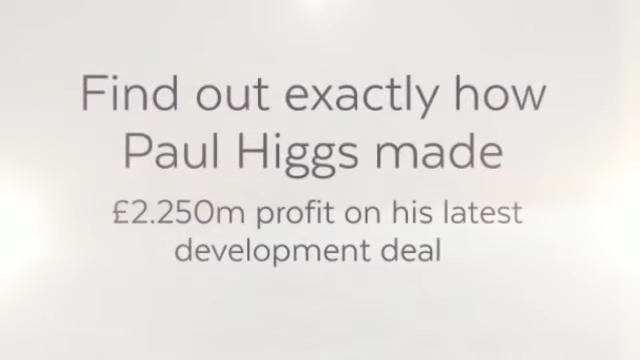 Find out exactly how
Paul Higgs made
£2.250m profit on his latest
development deal